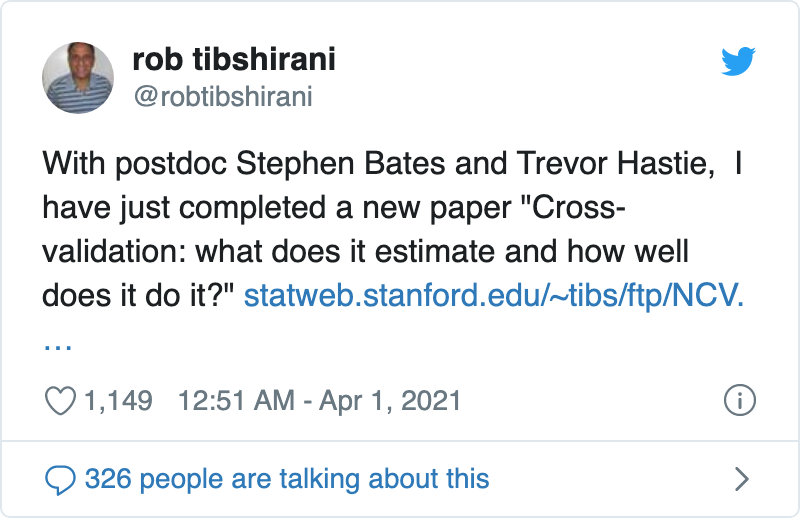 rob tibshirani
@robtibshirani
With postdoc Stephen Bates and Trevor Hastie,  I
have just completed a new paper "Cross-
validation: what does it estimate and how well
does it do it?" statweb.stanford.edu/~tibs/ftp/NCV.
…
1,149 12:51 AM - Apr 1, 2021
326 people are talking about this